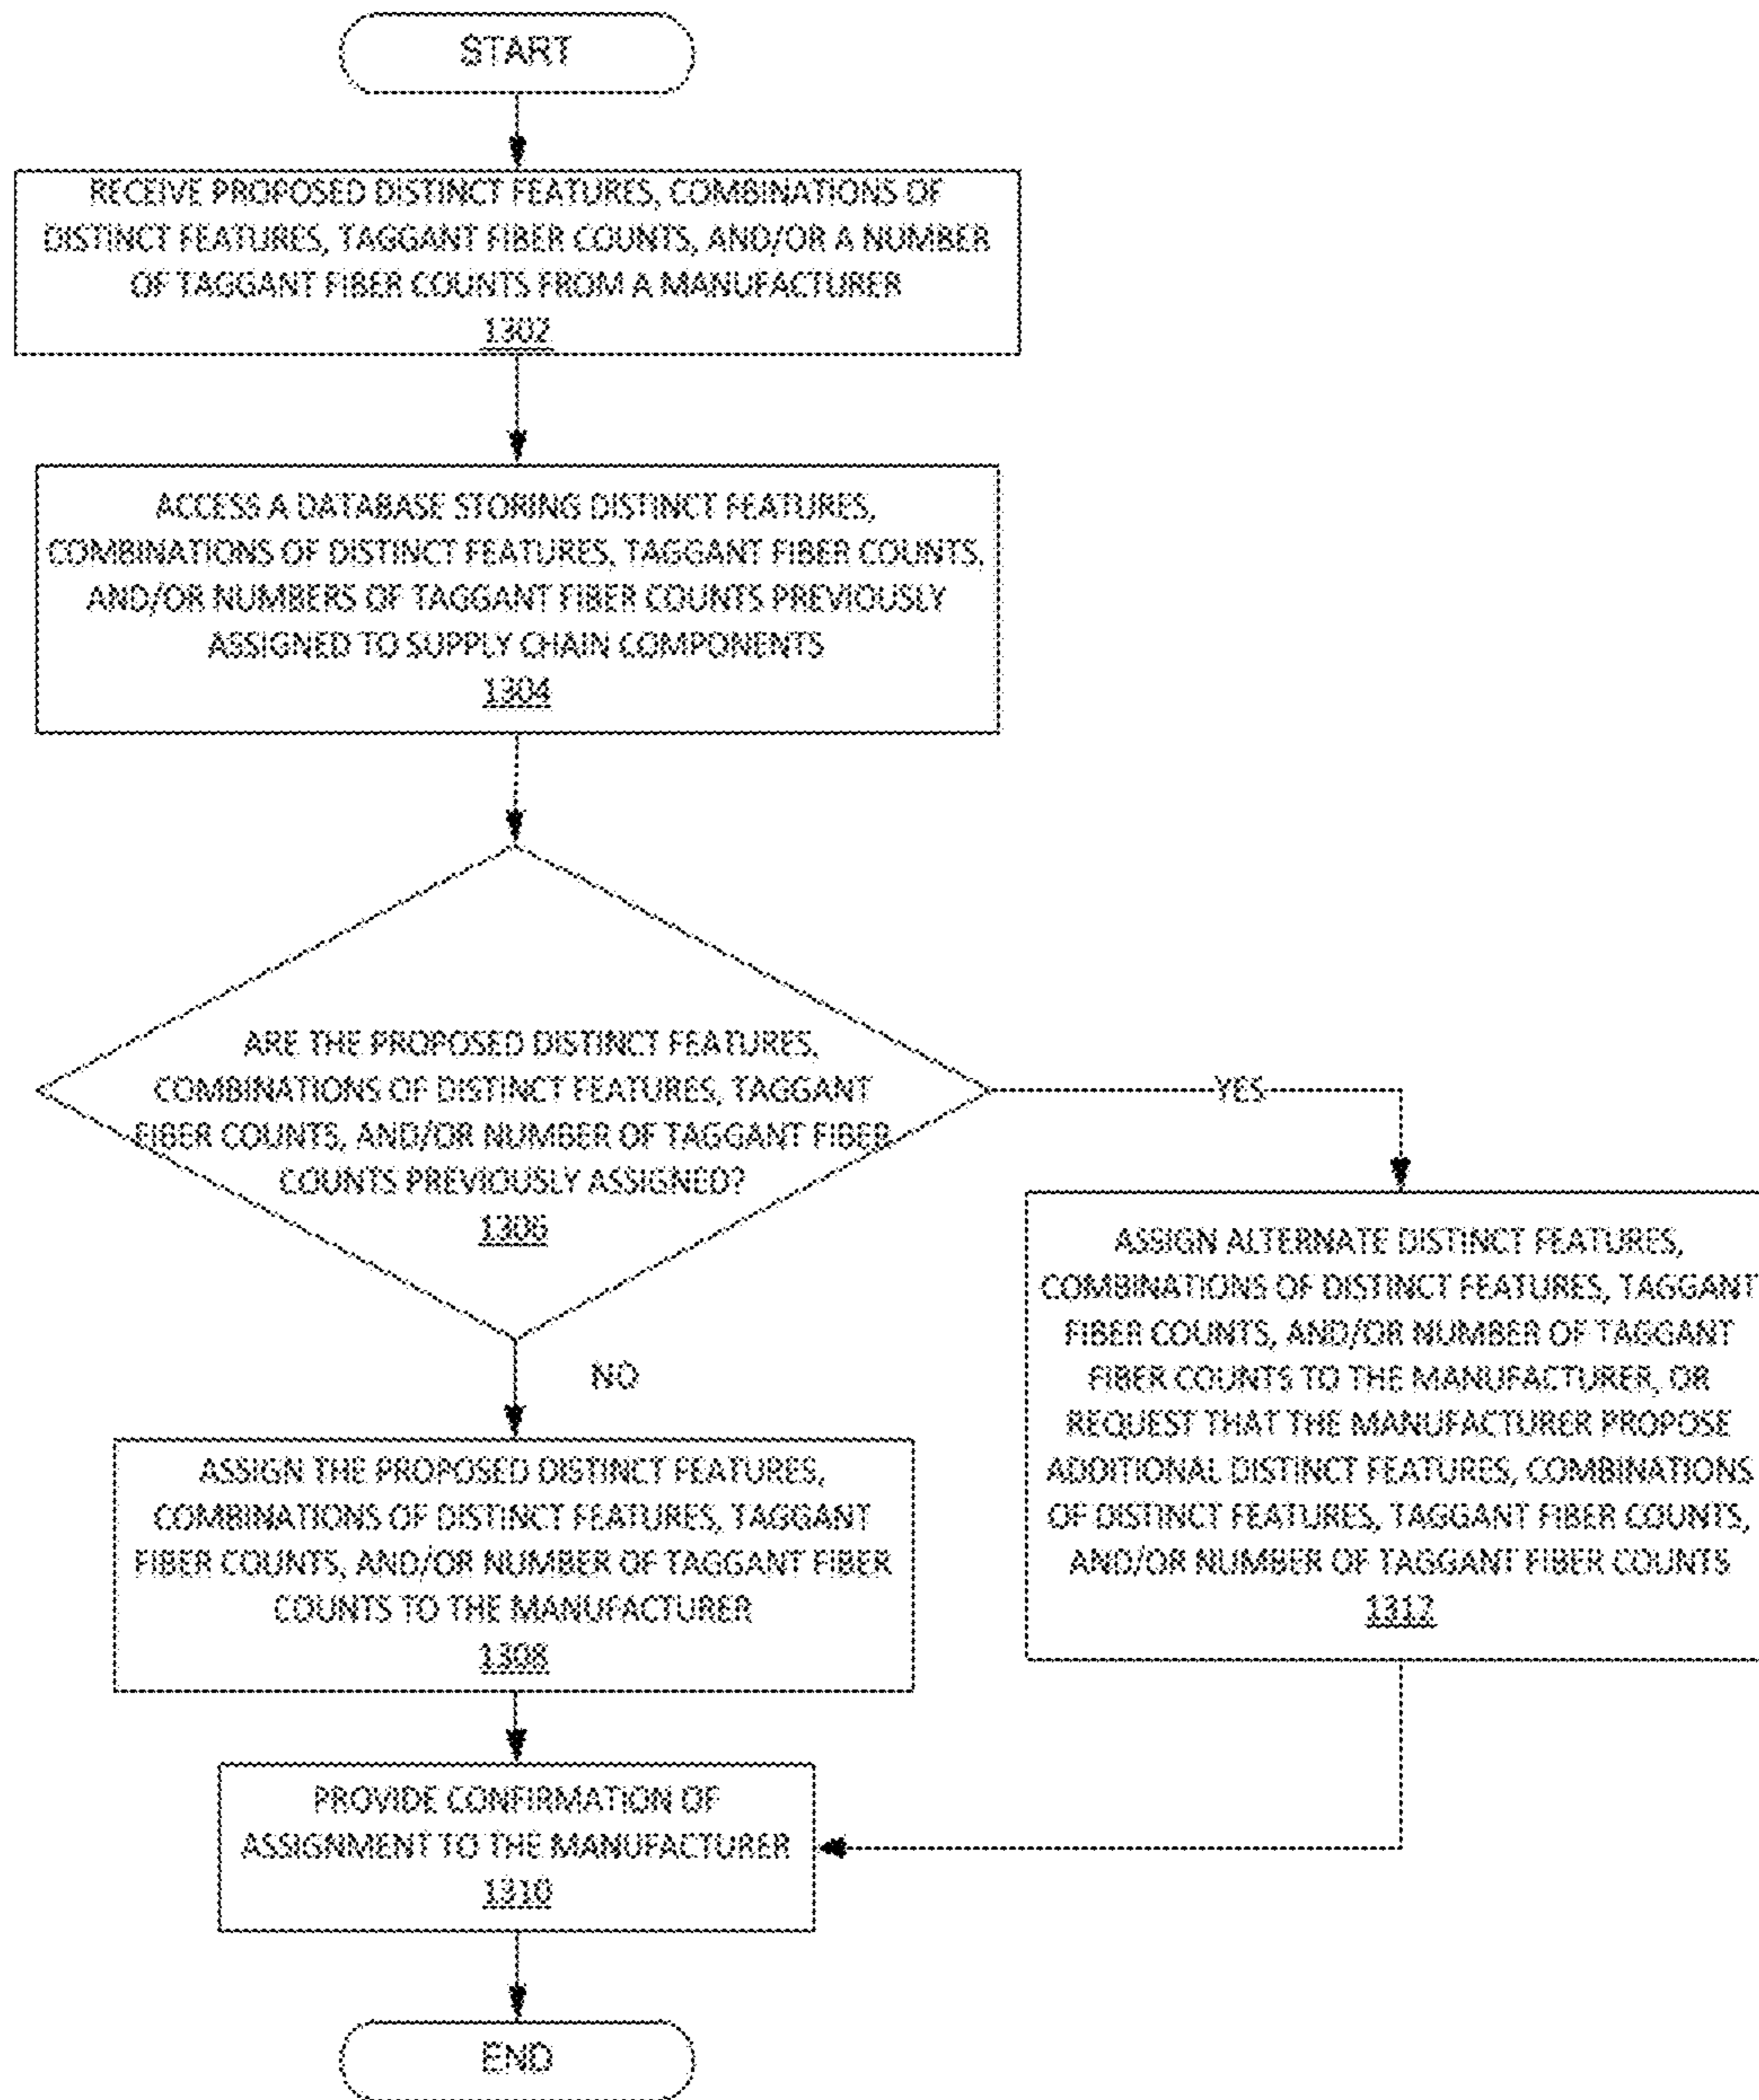 START
RECEIVE PROPOSED DISTINCT FEATURES, COMBINATIONS OF
DISTINCT FEATURES, TAGGANT FIBER COUNTS, AND/OR A NUMBER
OF TAGGANT FIBER COUNTS FROM A MANUFACTURER
1302
ACCESS A DATABASE STORING DISTINCT FEATURES,
COMBINATIONS OF DISTINCT FEATURES, TAGGANT FIBER COUNTS,
AND/OR NUMBERS OF TAGGANT FIBER COUNTS PREVIOUSLY
ASSIGNED TO SUPPLY CHAIN COMPONENTS
1304
ARE THE PROPOSED DISTINCT FEATURES,
COMBINATIONS OF DISTINCT FEATURES, TAGGANT
FIBER COUNTS, AND/OR NUMBER OF TAGGANT FIBER
COUNTS PREVIOUSLY ASSIGNED?
1306
YES
NO
ASSIGN ALTERNATE DISTINCT FEATURES,
COMBINATIONS OF DISTINCT FEATURES, TAGGANT
FIBER COUNTS, AND/OR NUMBER OF TAGGANT
FIBER COUNTS TO THE MANUFACTURER, OR
REQUEST THAT THE MANUFACTURER PROPOSE
ADDITIONAL DISTINCT FEATURES, COMBINATIONS
OF DISTINCT FEATURES, TAGGANT FIBER COUNTS,
AND/OR NUMBER OF TAGGANT FIBER COUNTS
1312
ASSIGN THE PROPOSED DISTINCT FEATURES,
COMBINATIONS OF DISTINCT FEATURES, TAGGANT
FIBER COUNTS, AND/OR NUMBER OF TAGGANT FIBER
COUNTS TO THE MANUFACTURER
1308
PROVIDE CONFIRMATION OF
ASSIGNMENT TO THE MANUFACTURER
1310
END